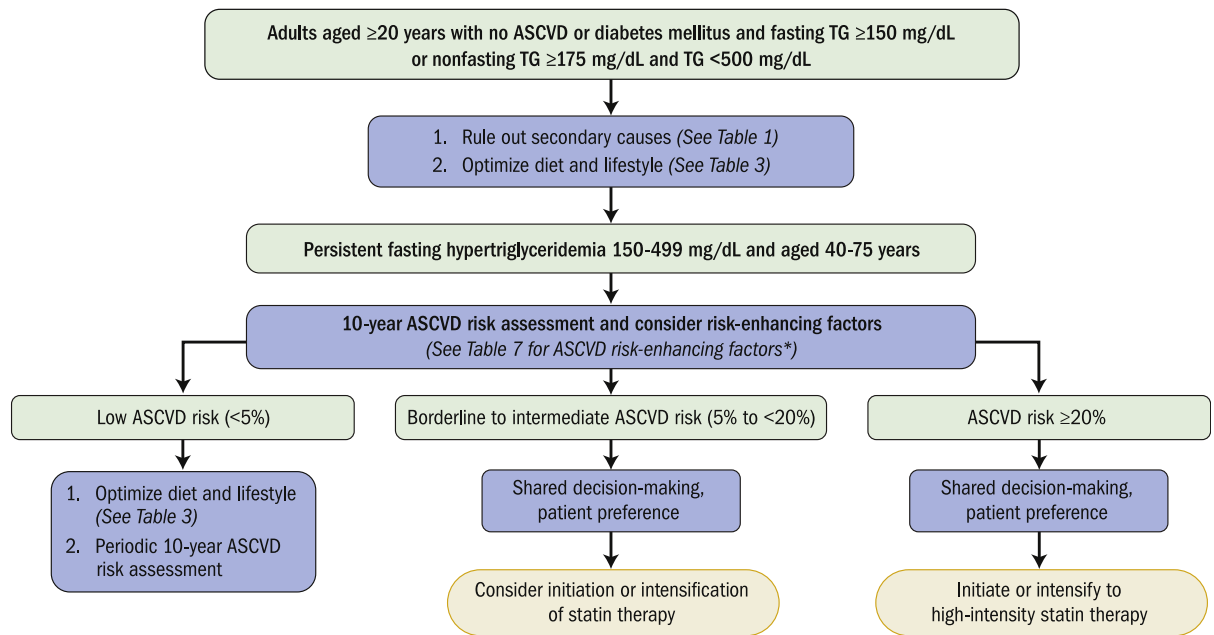 Adults aged ≥20 years with no ASCVD or diabetes mellitus and fasting TG ≥150 mg/dL
or nonfasting TG ≥175 mg/dL and TG <500 mg/dL
1. Rule out secondary causes (See Table 1)
2. Optimize diet and lifestyle (See Table 3)
Persistent fasting hypertriglyceridemia 150-499 mg/dL and aged 40-75 years
10-year ASCVD risk assessment and consider risk-enhancing factors
(See Table 7 for ASCVD risk-enhancing factors*)
Low ASCVD risk (<5%)
1. Optimize diet and lifestyle
(See Table 3)
2. Periodic 10-year ASCVD
risk assessment
Borderline to intermediate ASCVD risk (5% to <20%)
Shared decision-making,
patient preference
Consider initiation or intensification
of statin therapy
ASCVD risk ≥20%
Shared decision-making,
patient preference
Initiate or intensify to
high-intensity statin therapy